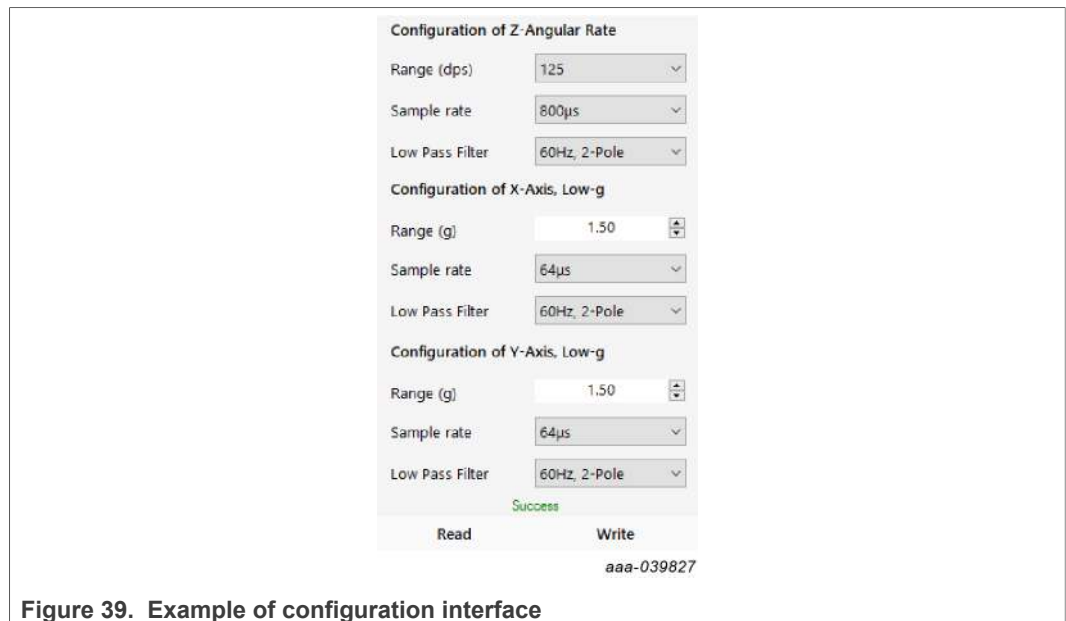 Configuration of Z-Angular Rate
Range (dps) 125
Sample rate 800µs
Low Pass Filter 60Hz, 2-Pole
Configuration of X-Axis, Low-g
Range (g) 1.50
Sample rate 64µs
Low Pass Filter 60Hz, 2-Pole
Configuration of Y-Axis, Low-g
Range (g) 1.50
Sample rate 64µs
Low Pass Filter 60Hz, 2-Pole
Success
Read Write
aaa-039827
Figure 39. Example of configuration interface